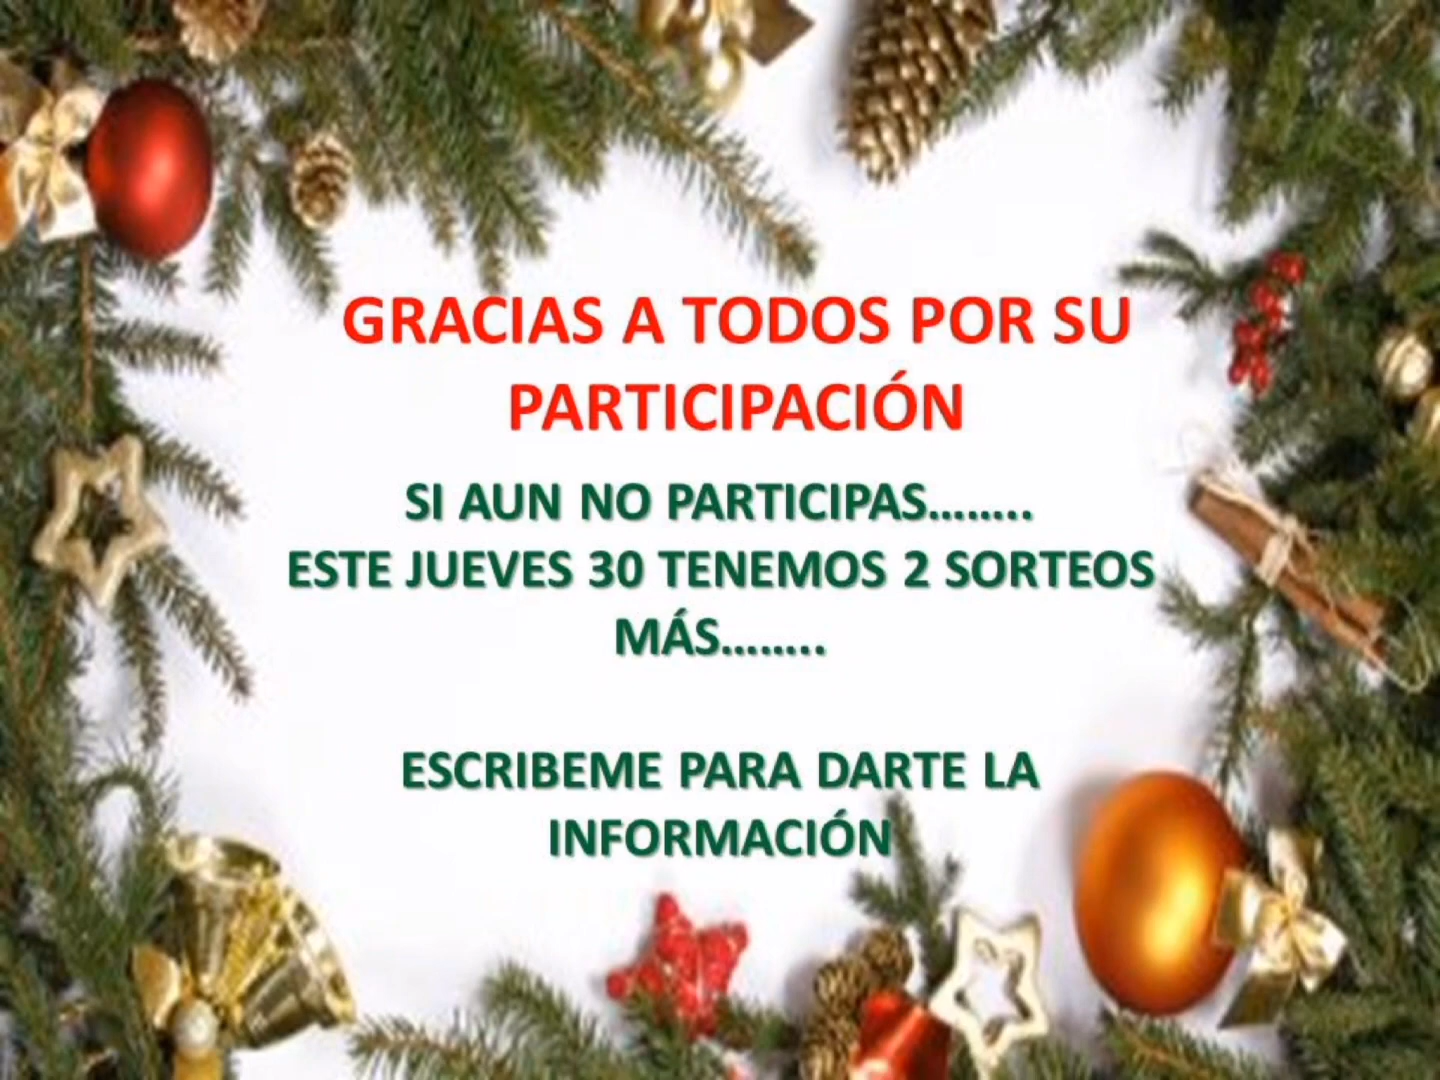 GRACIAS A TODOS POR SU
PARTICIPACIÓN
SI AUN NO PARTICIPAS........
ESTE JUEVES 30 TENEMOS 2 SORTEOS
MÁS........
ESCRIBEME PARA DARTE LA
INFORMACIÓN